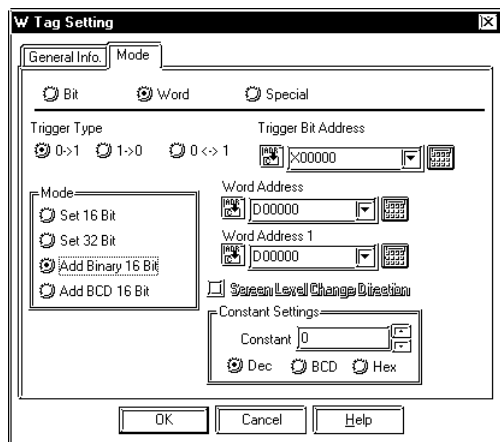 W Tag Setting
General Info. Mode
Bit Word Special
Trigger Type
0->1 1->0 0 <-> 1
Trigger Bit Address
X00000
Mode
Set 16 Bit
Set 32 Bit
Add Binary 16 Bit
Add BCD 16 Bit
Word Address
D00000
Word Address 1
D00000
Screen Level Change Direction
Constant Settings
Constant 0
Dec BCD Hex
OK Cancel Help